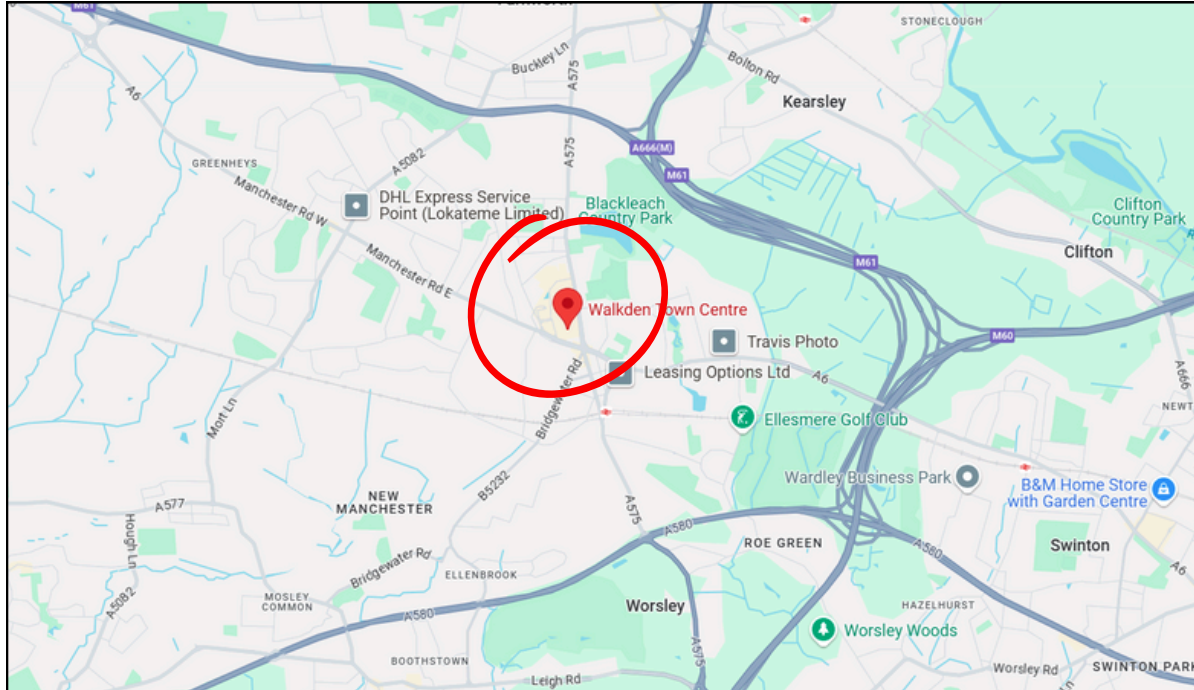 M61
STONECLOUGH
Buckley Ln
A575
Bolton Rd
A6
Kearsley
A5082
A666(M)
GREENHEYS
M61
Manchester Rd W
DHL Express Service
Point (Lokateme Limited)
Blackleach
Country Park
Clifton
Country Park
A575
Clifton
M61
Manchester Rd E
Walkden Town Centre
M60
Travis Photo
Leasing Options Ltd
A6
A666
Bridgewater Rd
Mort Ln
Ellesmere Golf Club
Wardley Business Park
B&M Home Store
with Garden Centre
B5232
NEW
MANCHESTER
A577
A575
A580
Hough Ln
ROE GREEN
A580
Swinton
Bridgewater Rd
ELLENBROOK
A6
MOSLEY
COMMON
A5082
A580
Worsley
HAZELHURST
Worsley Woods
A575
BOOTHSTOWN
Leigh Rd
Worsley Rd
SWINTON PARK